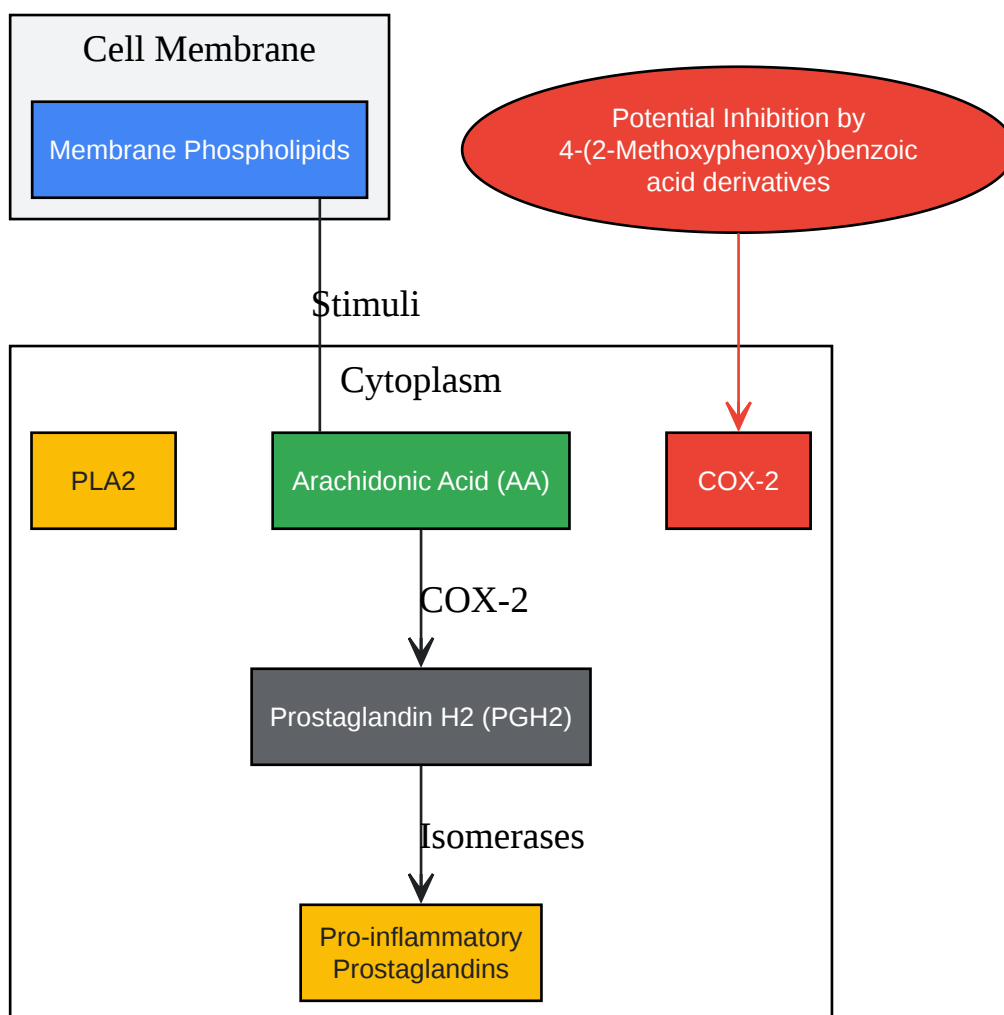 Cell Membrane
Membrane Phospholipids
Potential Inhibition by
4-(2-Methoxyphenoxy)benzoic
acid derivatives
Stimuli
Cytoplasm
PLA2
Arachidonic Acid (AA)
COX-2
COX-2
Prostaglandin H2 (PGH2)
Isomerases
Pro-inflammatory
Prostaglandins